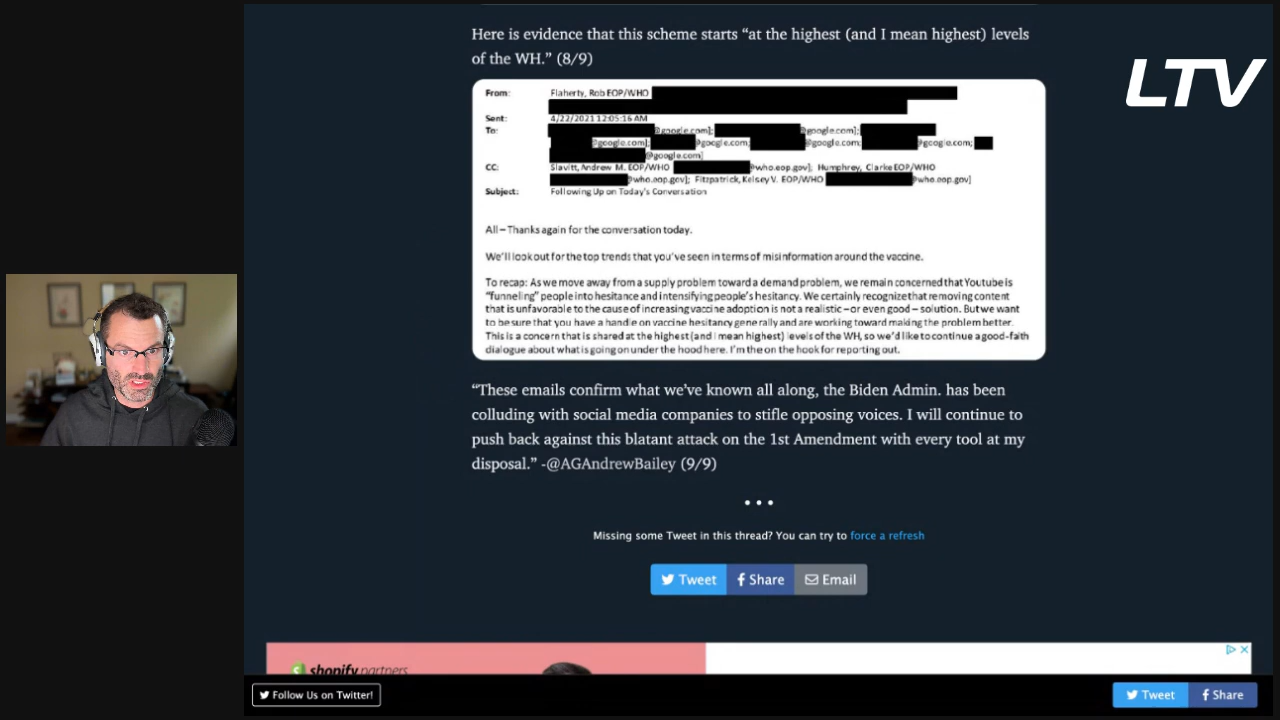 Here is evidence that this scheme starts “at the highest (and I mean highest) levels
of the WH.” (8/9)
LTV
From: Flaherty, Rob EOP/WHO
Sent: 4/22/2021 12:05:16 AM
To: @google.com]; @google.com];
@google.com]; @google.com; @google.com; @google.com;
@google.com]
CC: Slavitt, Andrew M. EOP/WHO @who.eop.gov]; Humphrey, Clarke EOP/WHO
@who.eop.gov]; Fitzpatrick, Kelsey V. EOP/WHO @who.eop.gov]
Subject: Following Up on Today's Conversation
All – Thanks again for the conversation today.
We'll look out for the top trends that you've seen in terms of misinformation around the vaccine.
To recap: As we move away from a supply problem toward a demand problem, we remain concerned that Youtube is
“funneling” people into hesitance and intensifying people's hesitancy. We certainly recognize that removing content
that is unfavorable to the cause of increasing vaccine adoption is not a realistic – or even good – solution. But we want
to be sure that you have a handle on vaccine hesitancy generally and are working toward making the problem better.
This is a concern that is shared at the highest (and I mean highest) levels of the WH, so we'd like to continue a good-faith
dialogue about what is going on under the hood here. I'm the on the hook for reporting out.
“These emails confirm what we’ve known all along, the Biden Admin. has been
colluding with social media companies to stifle opposing voices. I will continue to
push back against this blatant attack on the 1st Amendment with every tool at my
disposal.” -@AGAndrewBailey (9/9)
• • •
Missing some Tweet in this thread? You can try to force a refresh
Tweet Share Email
shopify partners
Follow Us on Twitter!
Tweet Share